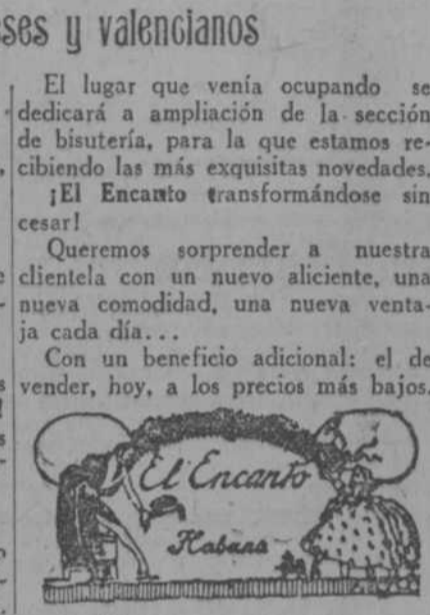 ses y valencianos
El lugar que venía ocupando se
dedicará a ampliación de la sección
de bisutería, para la que estamos re-
cibiendo las más exquisitas novedades.
¡El Encanto transformándose sin
cesar!
Queremos sorprender a nuestra
clientela con un nuevo aliciente, una
nueva comodidad, una nueva venta-
ja cada día...
Con un beneficio adicional: el de
vender, hoy, a los precios más bajos.
El Encanto
Habana